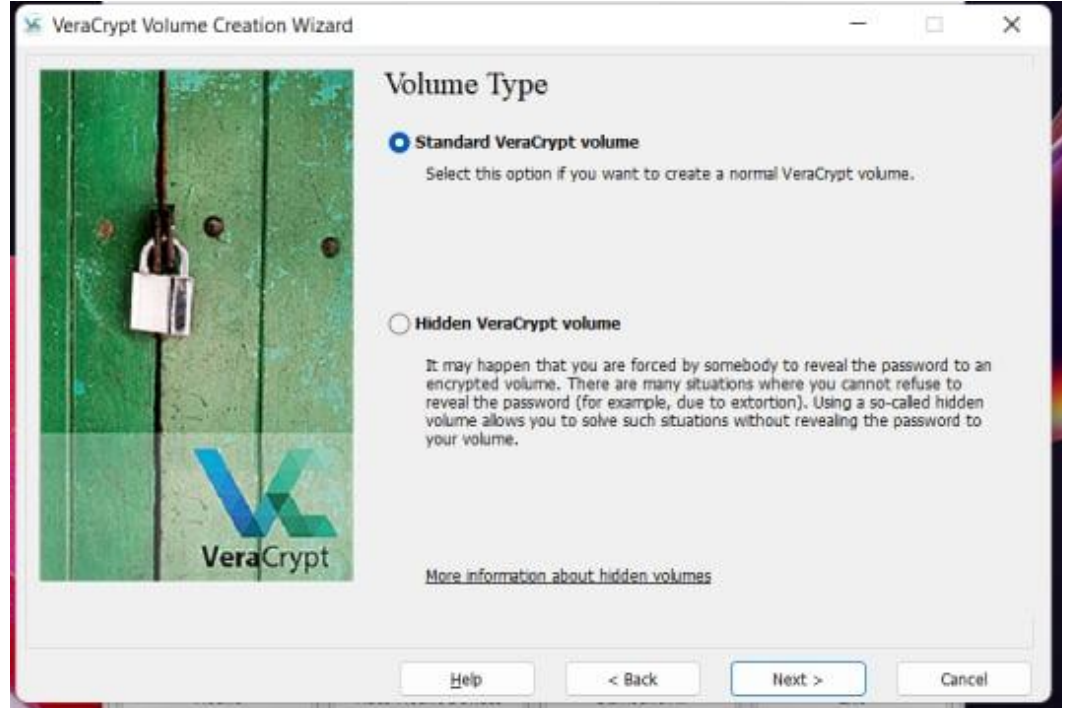 VeraCrypt Volume Creation Wizard
Volume Type
Standard VeraCrypt volume
Select this option if you want to create a normal VeraCrypt volume.
Hidden VeraCrypt volume
It may happen that you are forced by somebody to reveal the password to an
encrypted volume. There are many situations where you cannot refuse to
reveal the password (for example, due to extortion). Using a so-called hidden
volume allows you to solve such situations without revealing the password to
your volume.
VeraCrypt
More information about hidden volumes
Help
< Back
Next >
Cancel